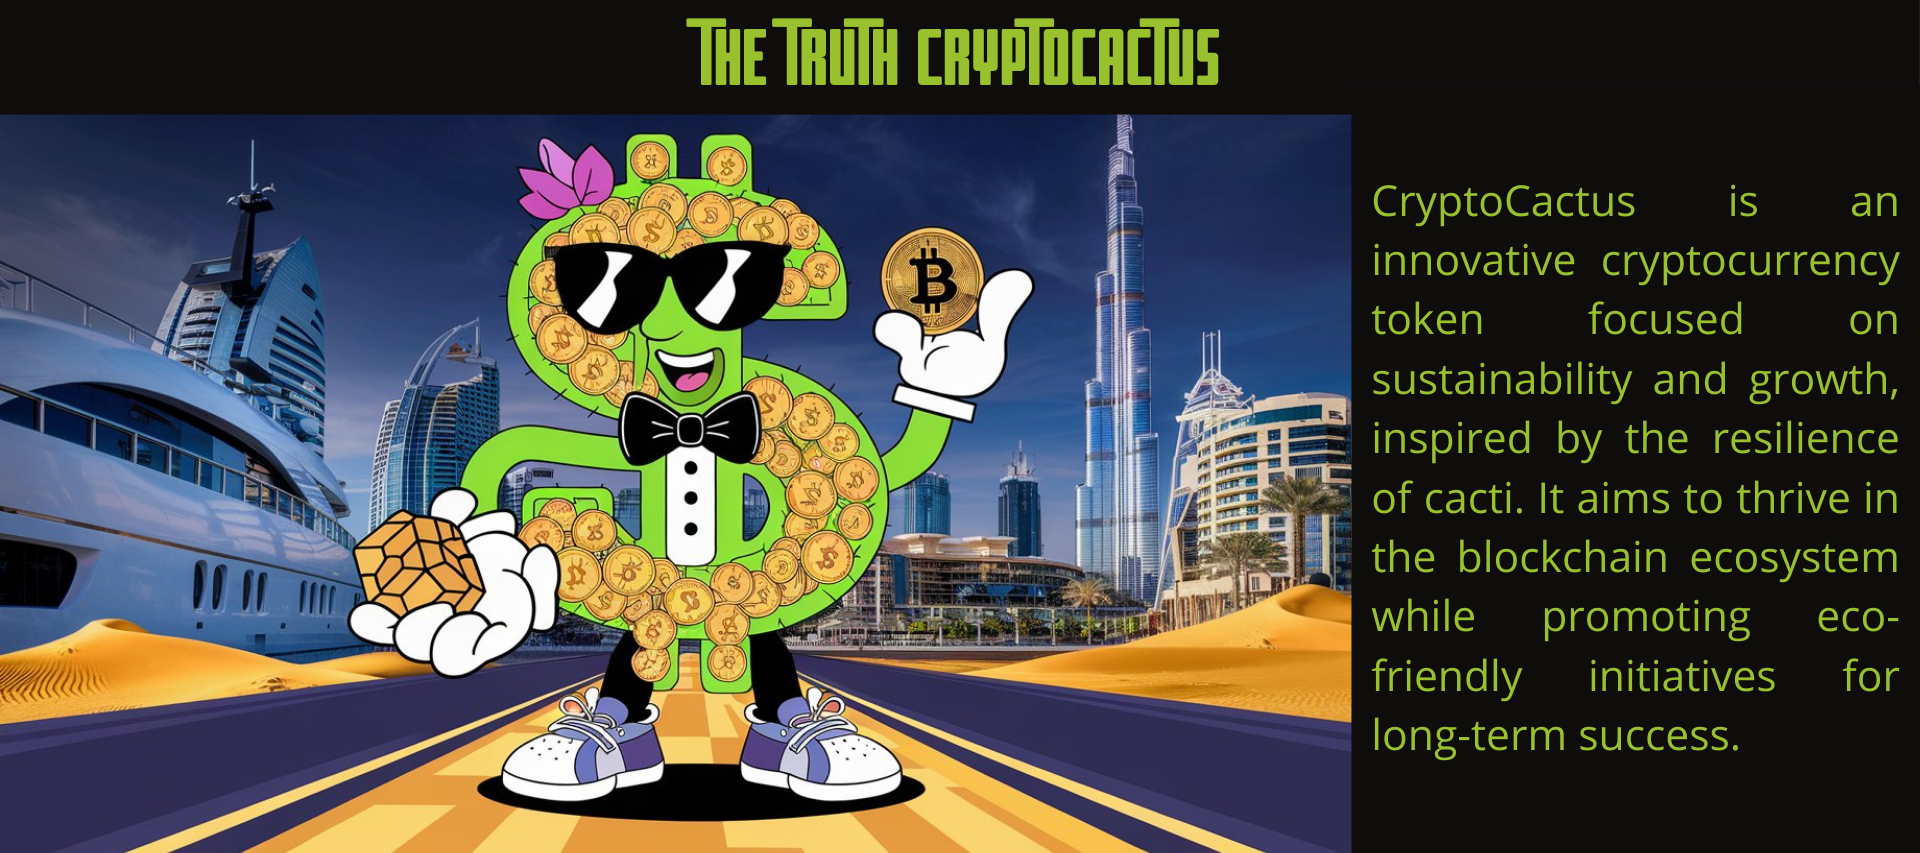 THE TRUTH CRYPTOCACTUS
CryptoCactus is an
innovative cryptocurrency
token focused on
sustainability and growth,
inspired by the resilience
of cacti. It aims to thrive in
the blockchain ecosystem
while promoting eco-
friendly initiatives for
long-term success.